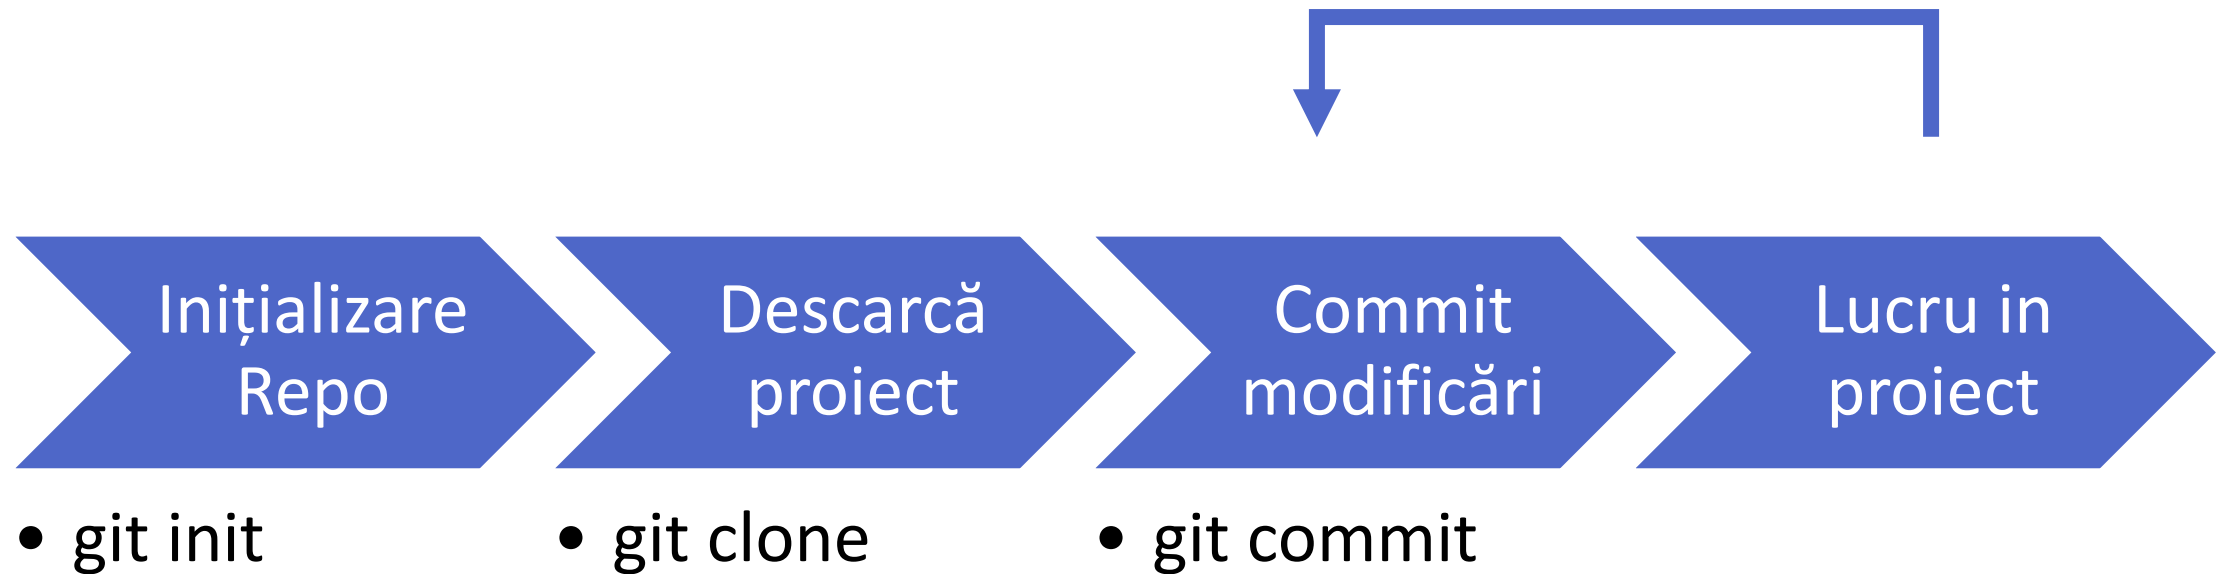 Inițializare
Repo
Descarcă
proiect
Commit
modificări
Lucru in
proiect
• git init
• git clone
• git commit